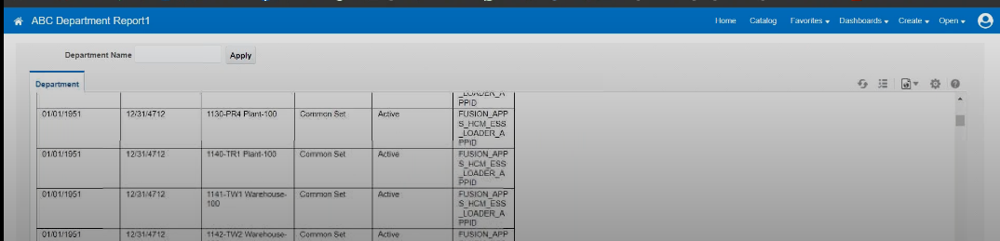 ABC Department Report1
Home Catalog Favorites Dashboards Create Open
Department Name Apply
Department
_LOADER_A
PPID
01/01/1951 12/31/4712 1130-PR4 Plant-100 Common Set Active FUSION_APP
S_HCM_ESS
_LOADER_A
PPID
01/01/1951 12/31/4712 1140-TR1 Plant-100 Common Set Active FUSION_APP
S_HCM_ESS
_LOADER_A
PPID
01/01/1951 12/31/4712 1141-TW1 Warehouse- Common Set Active FUSION_APP
100 S_HCM_ESS
_LOADER_A
PPID
01/01/1951 12/31/4712 1142-TW2 Warehouse- Common Set Active FUSION_APP